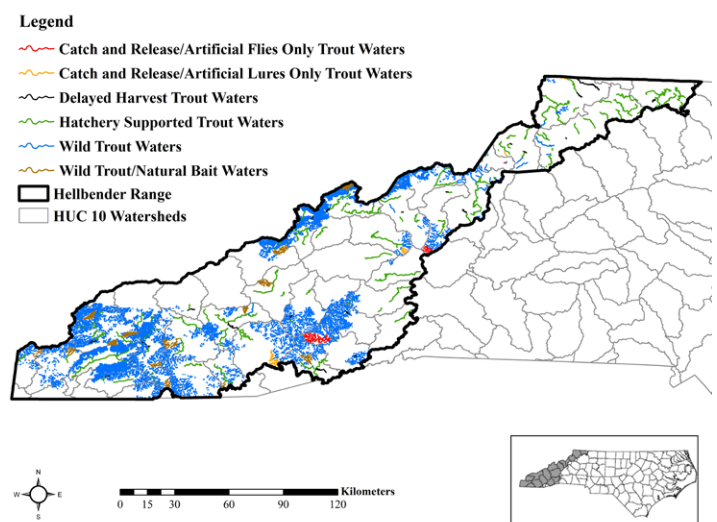 Legend
Catch and Release/Artificial Flies Only Trout Waters
Catch and Release/Artificial Lures Only Trout Waters
Delayed Harvest Trout Waters
Hatchery Supported Trout Waters
Wild Trout Waters
Wild Trout/Natural Bait Waters
Hellbender Range
HUC 10 Watersheds
N
W E
S
Kilometers
0 15 30 60 90 120